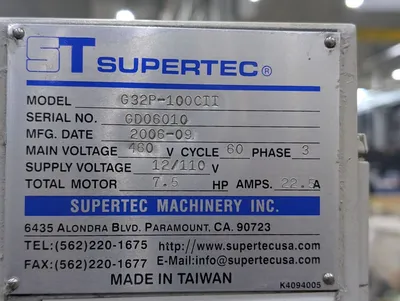 ST SUPERTEC®
MODEL G32P-100CII
SERIAL NO. GD06010
MFG. DATE 2006-09
MAIN VOLTAGE 460 V CYCLE 60 PHASE 3
SUPPLY VOLTAGE 12/110 V
TOTAL MOTOR 7.5 HP AMPS. 22.5 A
SUPERTEC MACHINERY INC.
6435 ALONDRA BLVD. PARAMOUNT, CA. 90723
TEL:(562)220-1675 http://www.supertecusa.com
FAX:(562)220-1677 E-Mail:info@supertecusa.com
MADE IN TAIWAN
K4094005